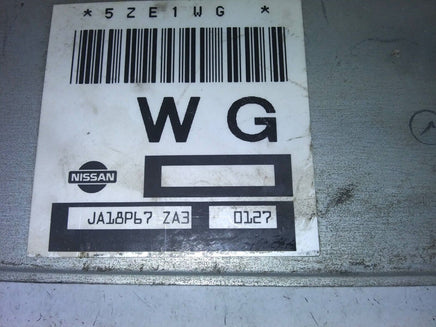 *5ZE1WG*
WG
NISSAN
JA18P67 ZA3 0127